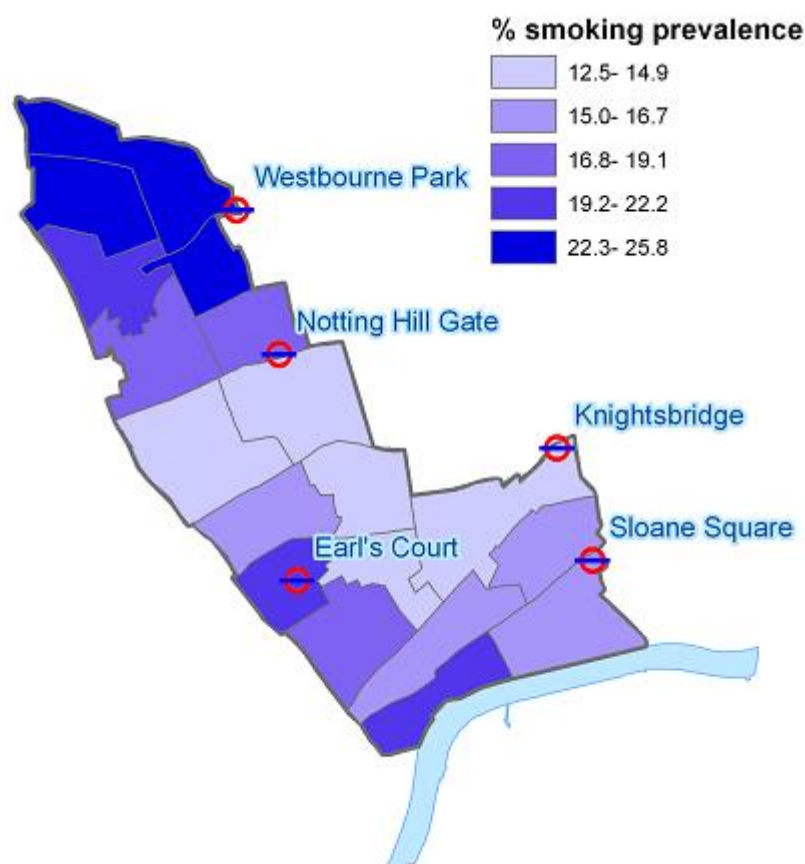 % smoking prevalence
12.5- 14.9
15.0- 16.7
16.8- 19.1
19.2- 22.2
22.3- 25.8
Westbourne Park
Notting Hill Gate
Knightsbridge
Sloane Square
Earl's Court